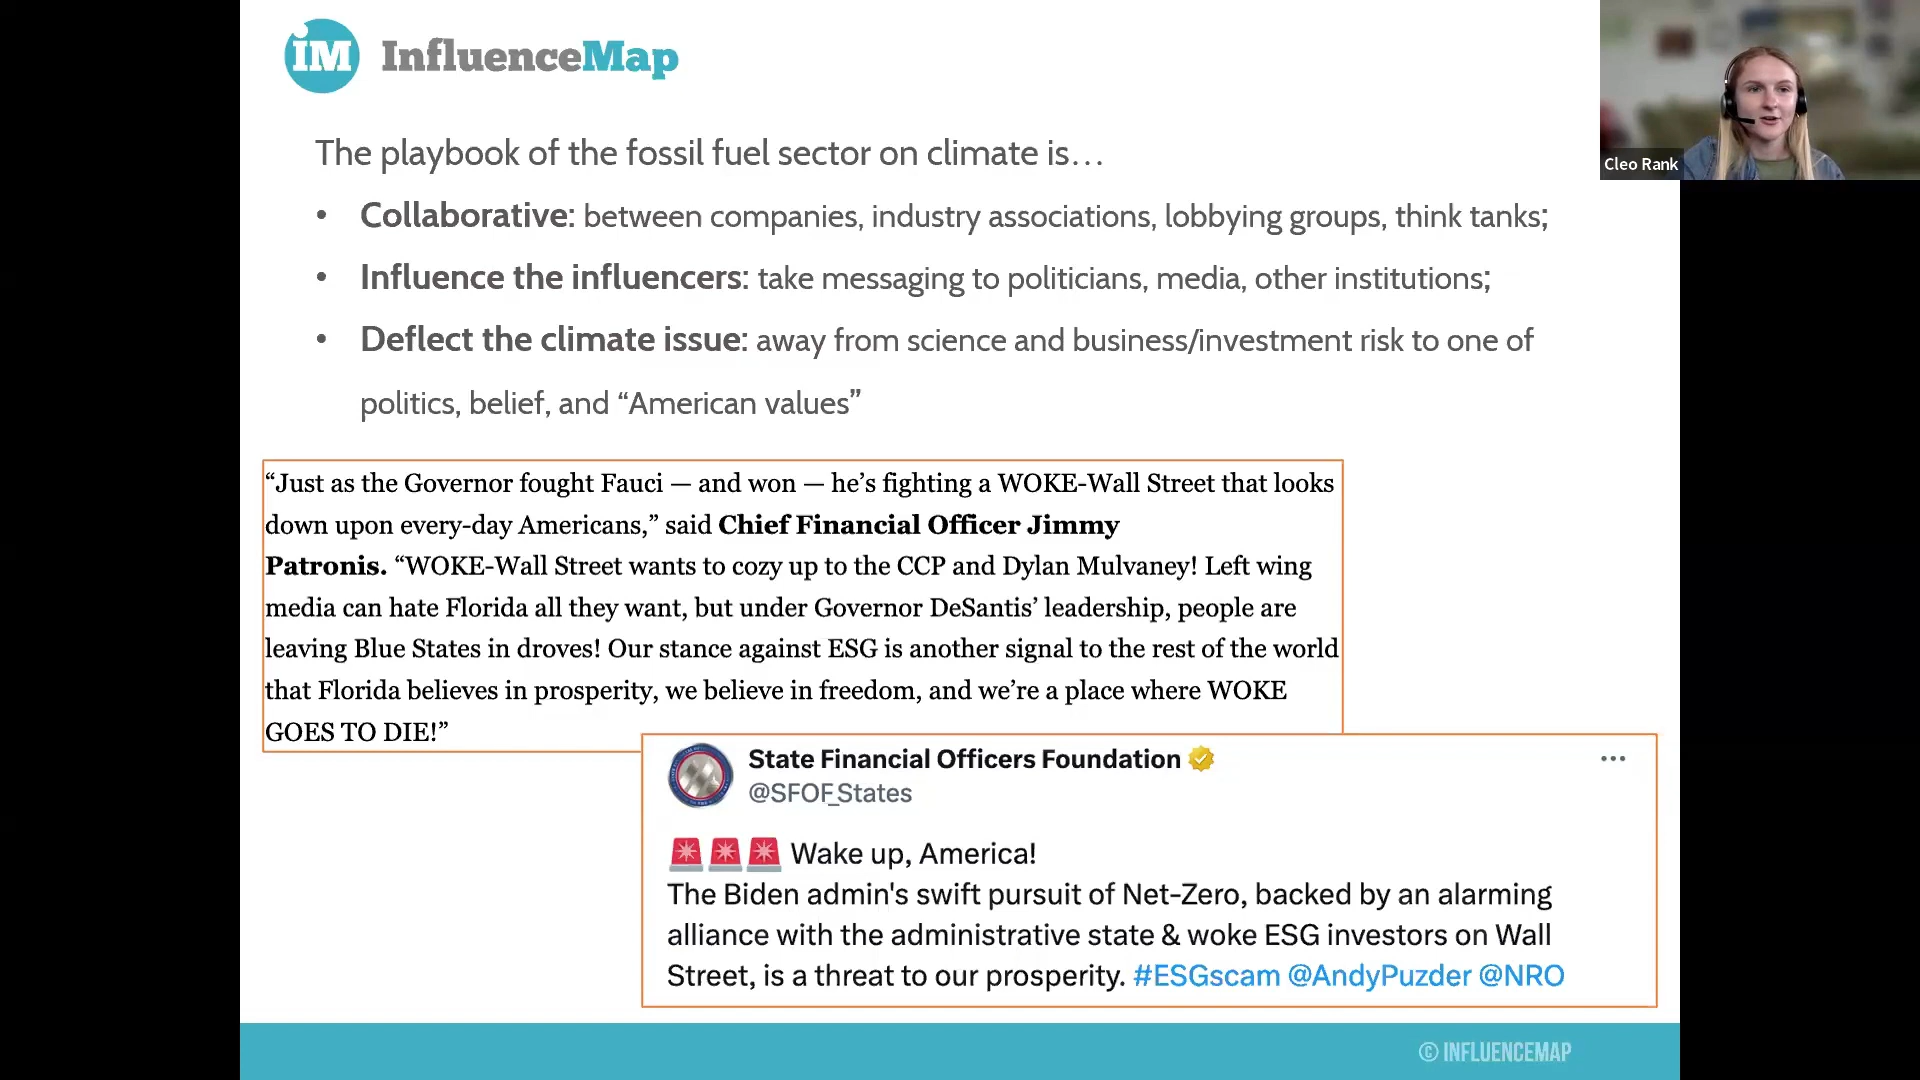 iM InfluenceMap
Cleo Rank
The playbook of the fossil fuel sector on climate is…
• Collaborative: between companies, industry associations, lobbying groups, think tanks;
• Influence the influencers: take messaging to politicians, media, other institutions;
• Deflect the climate issue: away from science and business/investment risk to one of
politics, belief, and “American values”
“Just as the Governor fought Fauci — and won — he’s fighting a WOKE-Wall Street that looks
down upon every-day Americans,” said Chief Financial Officer Jimmy
Patronis. “WOKE-Wall Street wants to cozy up to the CCP and Dylan Mulvaney! Left wing
media can hate Florida all they want, but under Governor DeSantis’ leadership, people are
leaving Blue States in droves! Our stance against ESG is another signal to the rest of the world
that Florida believes in prosperity, we believe in freedom, and we’re a place where WOKE
GOES TO DIE!”
State Financial Officers Foundation
@SFOF_States
🚨🚨🚨 Wake up, America!
The Biden admin's swift pursuit of Net-Zero, backed by an alarming
alliance with the administrative state & woke ESG investors on Wall
Street, is a threat to our prosperity. #ESGscam @AndyPuzder @NRO
© INFLUENCEMAP